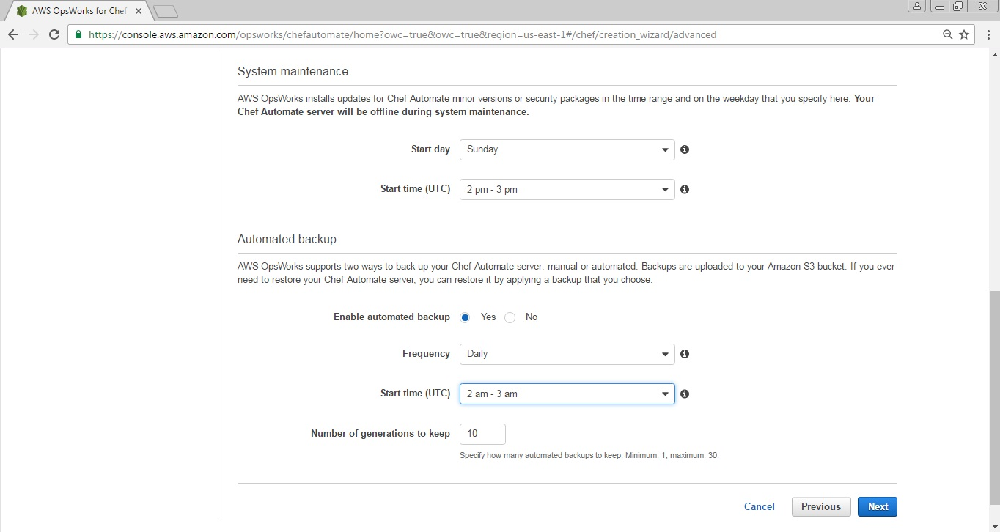 AWS OpsWorks for Chef
https://console.aws.amazon.com/opsworks/chefautomate/home?owc=true&owc=true&region=us-east-1#/chef/creation_wizard/advanced
System maintenance
AWS OpsWorks installs updates for Chef Automate minor versions or security packages in the time range and on the weekday that you specify here. Your
Chef Automate server will be offline during system maintenance.
Start day Sunday
Start time (UTC) 2 pm - 3 pm
Automated backup
AWS OpsWorks supports two ways to back up your Chef Automate server: manual or automated. Backups are uploaded to your Amazon S3 bucket. If you ever
need to restore your Chef Automate server, you can restore it by applying a backup that you choose.
Enable automated backup Yes No
Frequency Daily
Start time (UTC) 2 am - 3 am
Number of generations to keep 10
Specify how many automated backups to keep. Minimum: 1, maximum: 30.
Cancel Previous Next